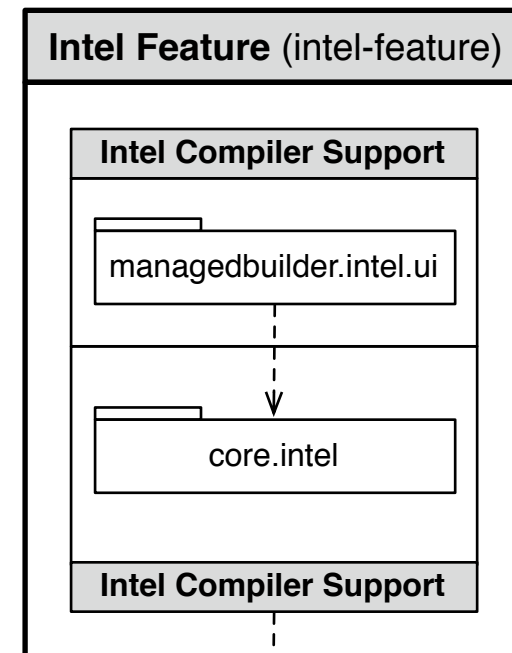 Intel Feature (intel-feature)
Intel Compiler Support
managedbuilder.intel.ui
core.intel
Intel Compiler Support